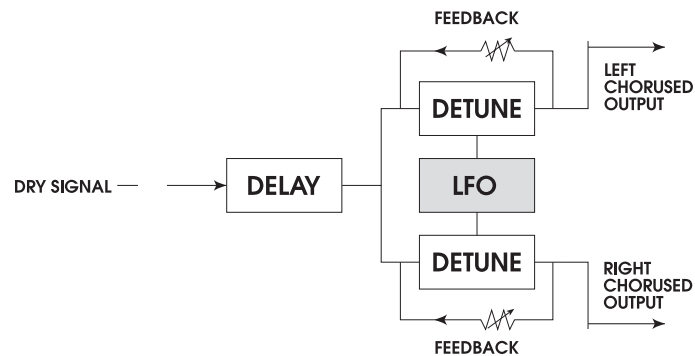 FEEDBACK
LEFT
CHORUSED
OUTPUT
DETUNE
DRY SIGNAL
DELAY
LFO
DETUNE
RIGHT
CHORUSED
OUTPUT
FEEDBACK